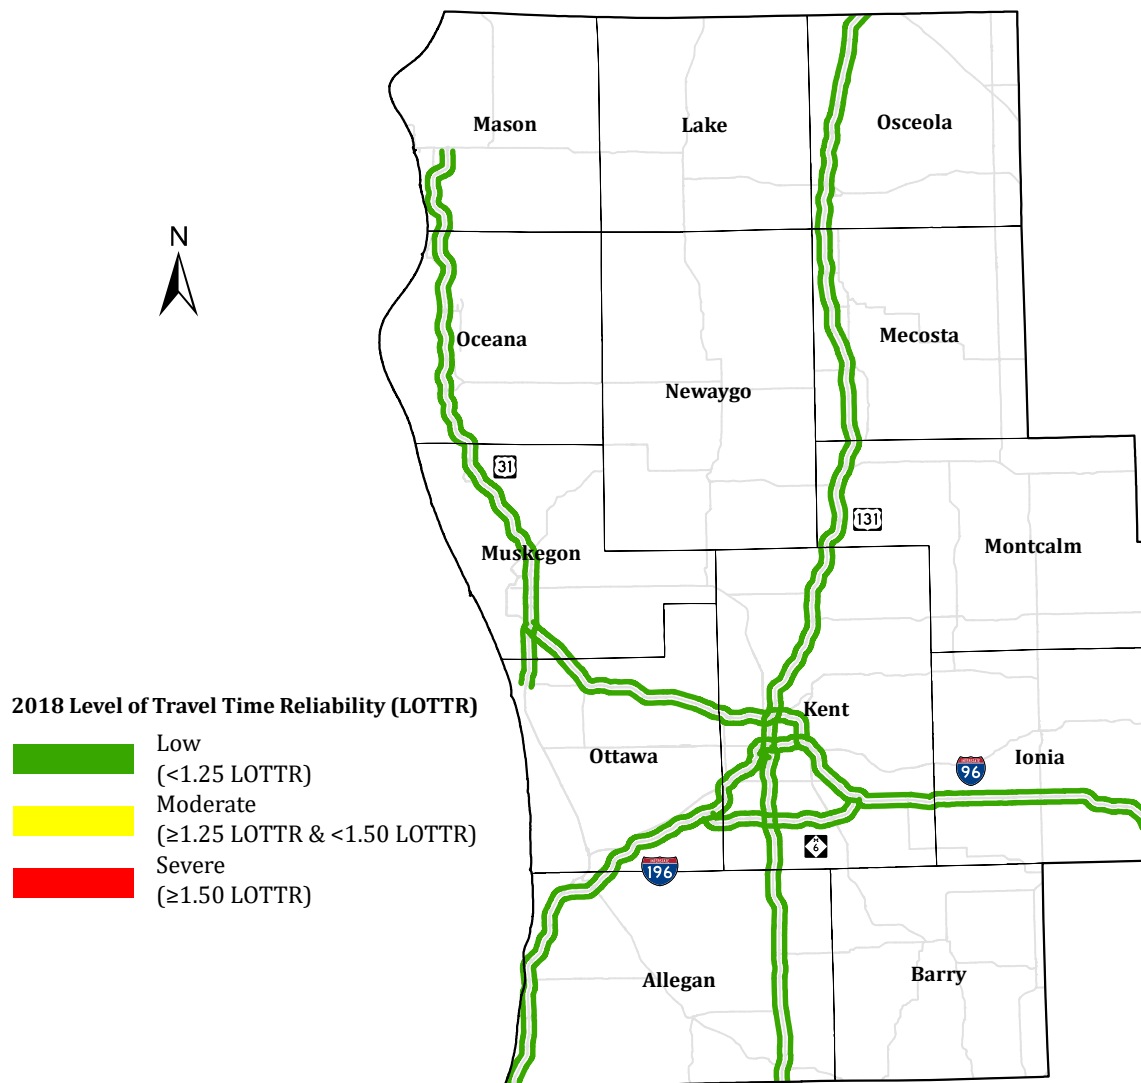 Mason
Lake
Osceola
N
Oceana
Mecosta
Newaygo
31
131
Muskegon
Montcalm
2018 Level of Travel Time Reliability (LOTTR)
Low
(<1.25 LOTTR)
Moderate
(≥1.25 LOTTR & <1.50 LOTTR)
Severe
(≥1.50 LOTTR)
Kent
Ottawa
Ionia
INTERSTATE
96
M
6
INTERSTATE
196
Allegan
Barry